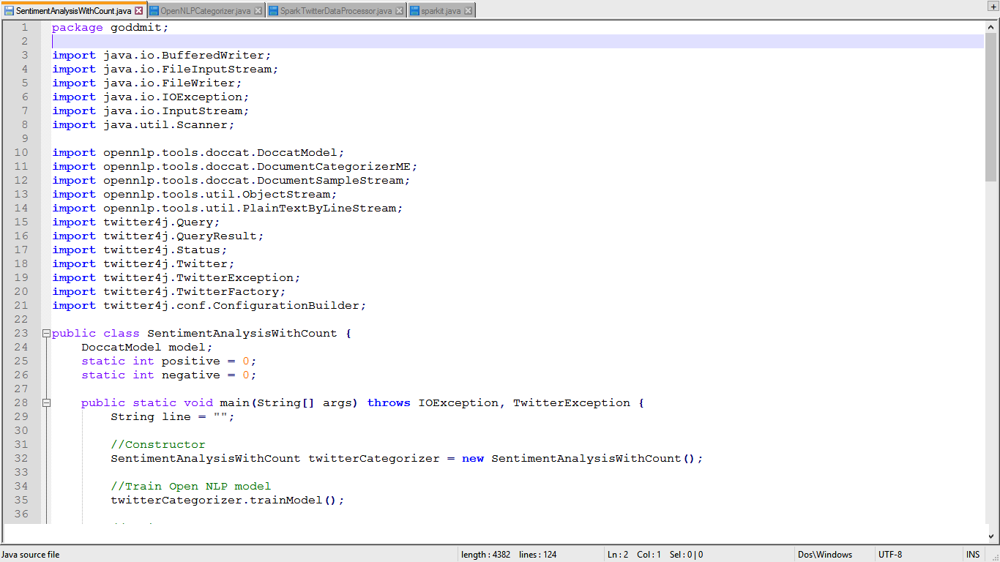 SentimentAnalysisWithCount.java OpenNLPCategorizer.java SparkTwitterDataProcessor.java sparkit.java
1 package goddmit;
2
3 import java.io.BufferedWriter;
4 import java.io.FileInputStream;
5 import java.io.FileWriter;
6 import java.io.IOException;
7 import java.io.InputStream;
8 import java.util.Scanner;
9
10 import opennlp.tools.doccat.DoccatModel;
11 import opennlp.tools.doccat.DocumentCategorizerME;
12 import opennlp.tools.doccat.DocumentSampleStream;
13 import opennlp.tools.util.ObjectStream;
14 import opennlp.tools.util.PlainTextByLineStream;
15 import twitter4j.Query;
16 import twitter4j.QueryResult;
17 import twitter4j.Status;
18 import twitter4j.Twitter;
19 import twitter4j.TwitterException;
20 import twitter4j.TwitterFactory;
21 import twitter4j.conf.ConfigurationBuilder;
22
23 public class SentimentAnalysisWithCount {
24 DoccatModel model;
25 static int positive = 0;
26 static int negative = 0;
27
28 public static void main(String[] args) throws IOException, TwitterException {
29 String line = "";
30
31 //Constructor
32 SentimentAnalysisWithCount twitterCategorizer = new SentimentAnalysisWithCount();
33
34 //Train Open NLP model
35 twitterCategorizer.trainModel();
36
Java source file length : 4382 lines : 124 Ln : 2 Col : 1 Sel : 0 | 0 Dos\Windows UTF-8 INS